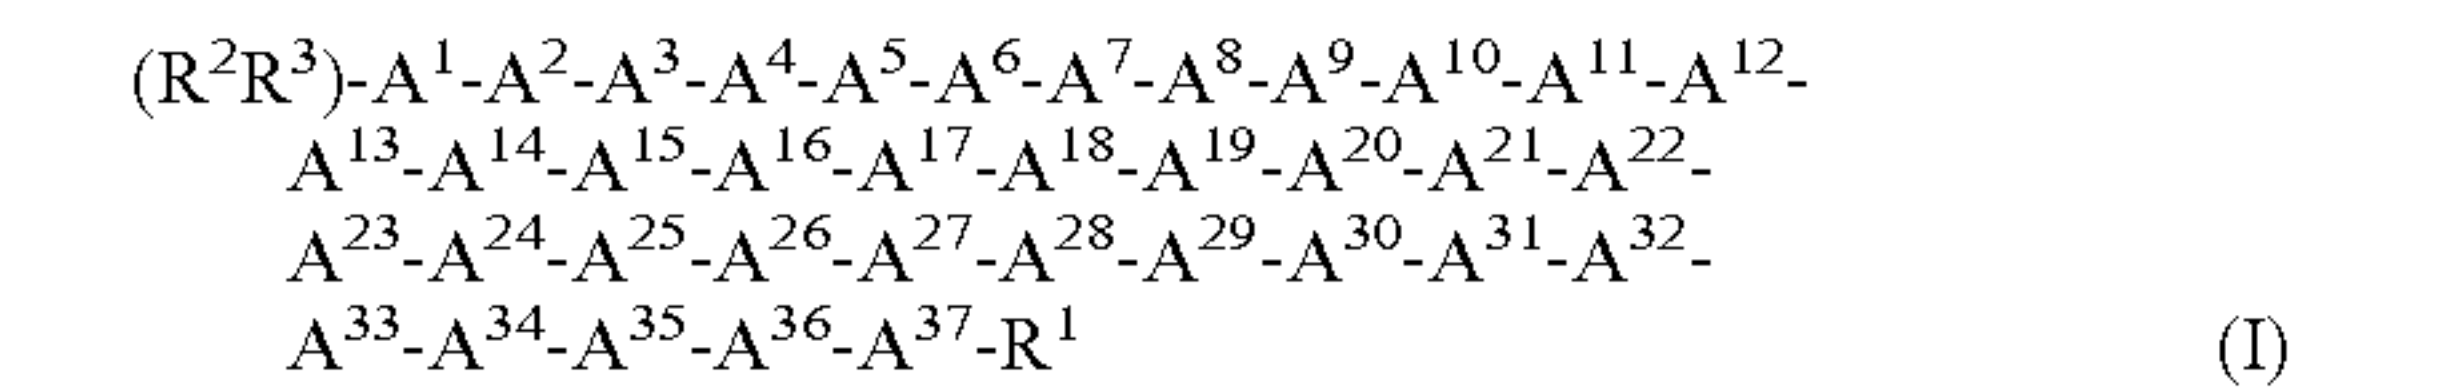 (R²R³)-A¹-A²-A³-A⁴-A⁵-A⁶-A⁷-A⁸-A⁹-A¹⁰-A¹¹-A¹²-
A¹³-A¹⁴-A¹⁵-A¹⁶-A¹⁷-A¹⁸-A¹⁹-A²⁰-A²¹-A²²-
A²³-A²⁴-A²⁵-A²⁶-A²⁷-A²⁸-A²⁹-A³⁰-A³¹-A³²-
A³³-A³⁴-A³⁵-A³⁶-A³⁷-R¹ (I)